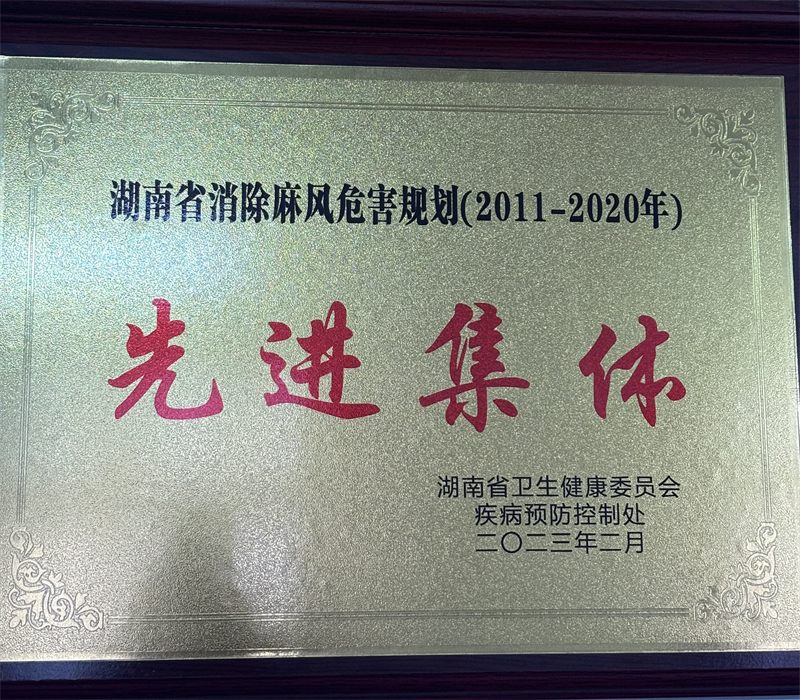 湖南省消除麻风危害规划(2011-2020年)
先进集体
湖南省卫生健康委员会
疾病预防控制处
二〇二三年二月